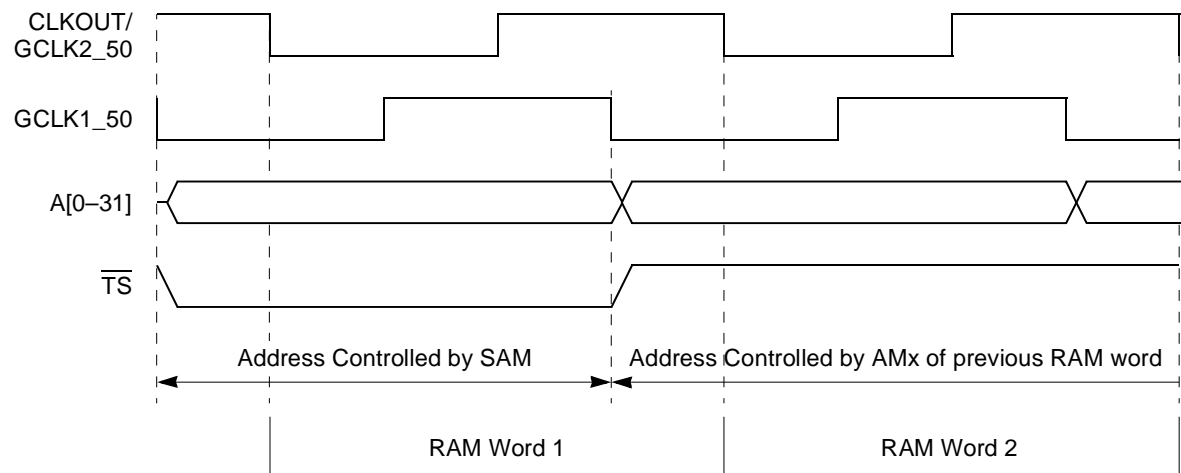 CLKOUT/
GCLK2_50
GCLK1_50
A[0–31]
TS
Address Controlled by SAM
Address Controlled by AMx of previous RAM word
RAM Word 1
RAM Word 2